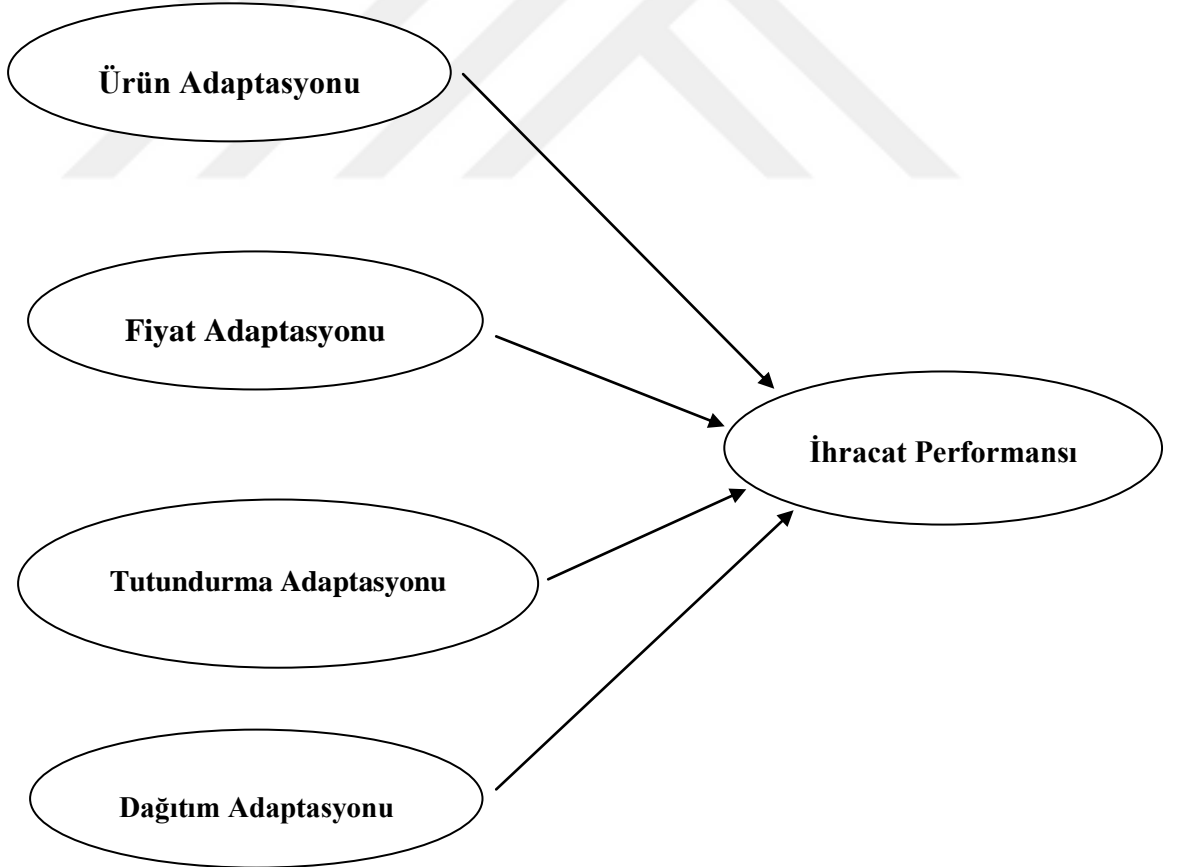 Ürün Adaptasyonu
Fiyat Adaptasyonu
İhracat Performansı
Tutundurma Adaptasyonu
Dağıtım Adaptasyonu